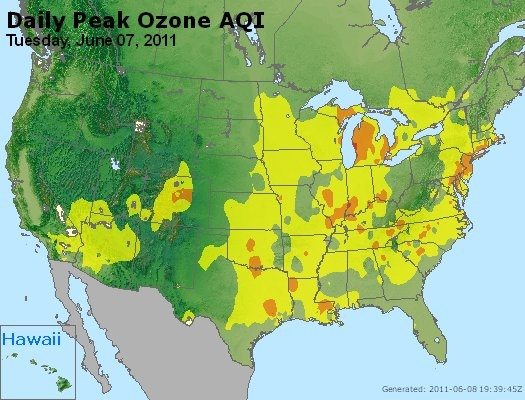 Daily Peak Ozone AQI
Tuesday, June 07, 2011
Hawaii
Generated: 2011-06-08 19:39:45Z